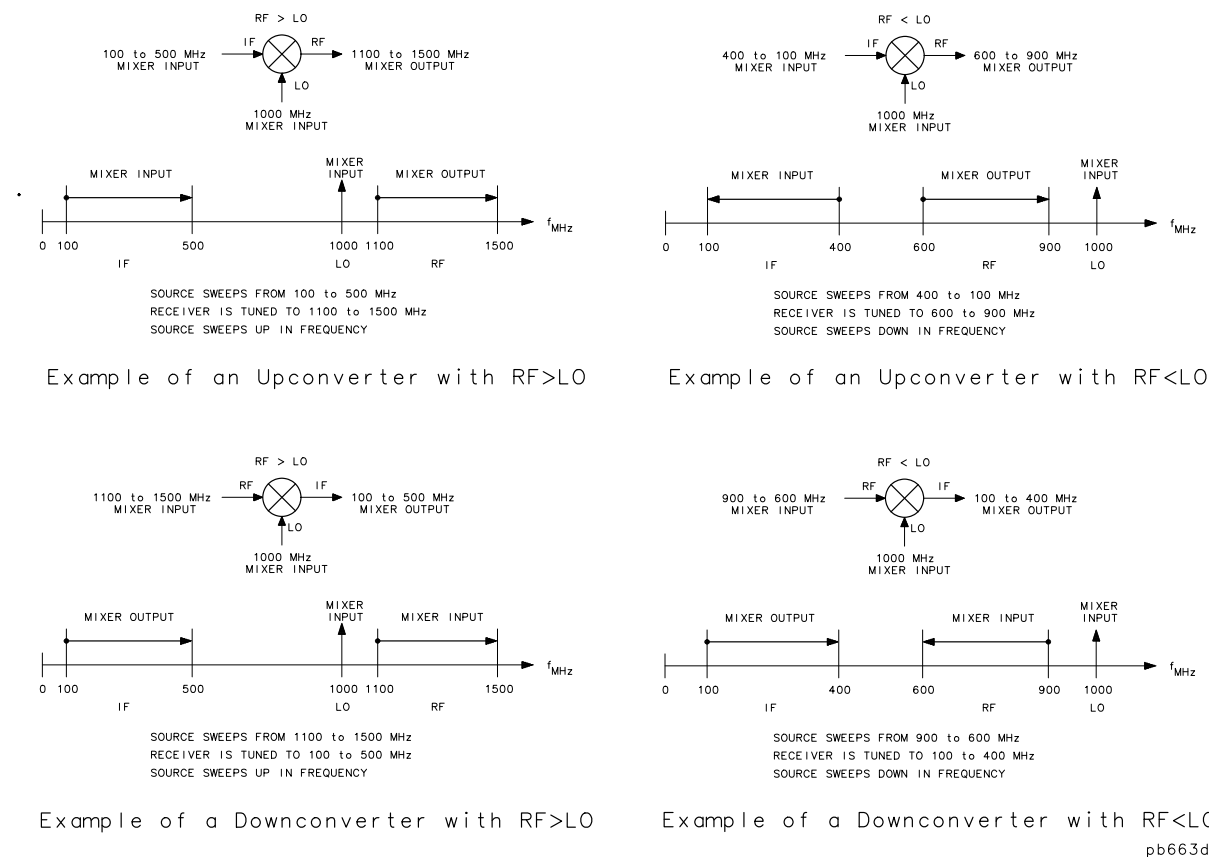 RF > LO
IF
RF
100 to 500 MHz
MIXER INPUT
1100 to 1500 MHz
MIXER OUTPUT
LO
1000 MHz
MIXER INPUT
MIXER INPUT
MIXER
INPUT
MIXER OUTPUT
fMHz
0 100 500 1000 1100 1500
IF LO RF
SOURCE SWEEPS FROM 100 to 500 MHz
RECEIVER IS TUNED TO 1100 to 1500 MHz
SOURCE SWEEPS UP IN FREQUENCY
Example of an Upconverter with RF>LO
RF < LO
IF
RF
400 to 100 MHz
MIXER INPUT
600 to 900 MHz
MIXER OUTPUT
LO
1000 MHz
MIXER INPUT
MIXER INPUT
MIXER OUTPUT
MIXER
INPUT
fMHz
0 100 400 600 900 1000
IF RF LO
SOURCE SWEEPS FROM 400 to 100 MHz
RECEIVER IS TUNED TO 600 to 900 MHz
SOURCE SWEEPS DOWN IN FREQUENCY
Example of an Upconverter with RF<LO
RF > LO
RF
IF
1100 to 1500 MHz
MIXER INPUT
100 to 500 MHz
MIXER OUTPUT
LO
1000 MHz
MIXER INPUT
MIXER OUTPUT
MIXER
INPUT
MIXER INPUT
fMHz
0 100 500 1000 1100 1500
IF LO RF
SOURCE SWEEPS FROM 1100 to 1500 MHz
RECEIVER IS TUNED TO 100 to 500 MHz
SOURCE SWEEPS UP IN FREQUENCY
Example of a Downconverter with RF>LO
RF < LO
RF
IF
900 to 600 MHz
MIXER INPUT
100 to 400 MHz
MIXER OUTPUT
LO
1000 MHz
MIXER INPUT
MIXER OUTPUT
MIXER INPUT
MIXER
INPUT
fMHz
0 100 400 600 900 1000
IF RF LO
SOURCE SWEEPS FROM 900 to 600 MHz
RECEIVER IS TUNED TO 100 to 400 MHz
SOURCE SWEEPS DOWN IN FREQUENCY
Example of a Downconverter with RF<LO
pb663d